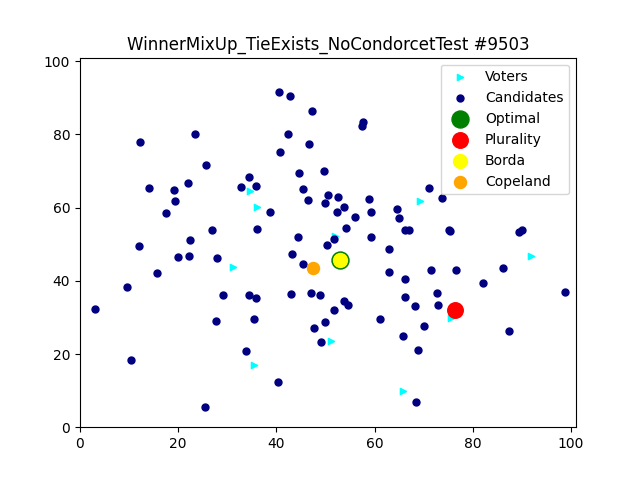 WinnerMixUp_TieExists_NoCondorcetTest #9503
Voters
Candidates
Optimal
Plurality
Borda
Copeland
100
80
60
40
20
0
0 20 40 60 80 100